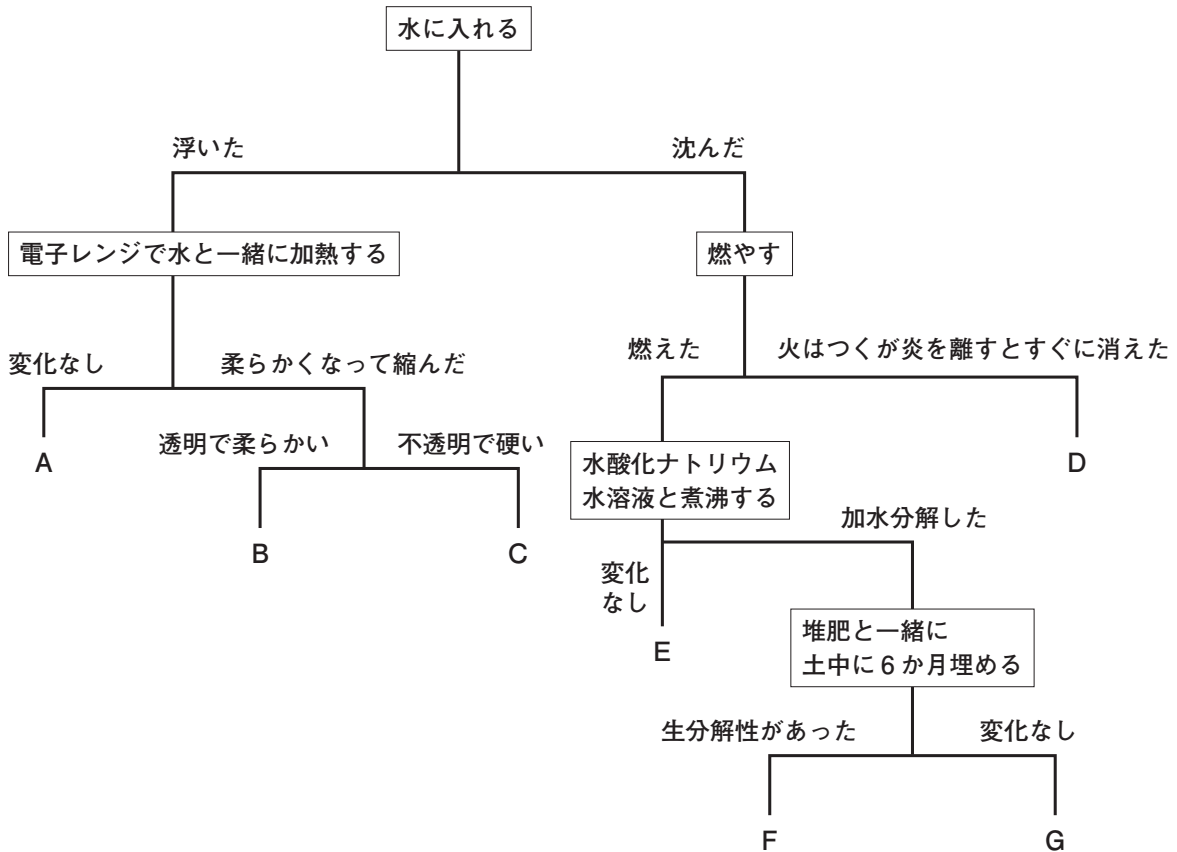 水に入れる
浮いた
沈んだ
電子レンジで水と一緒に加熱する
燃やす
変化なし
柔らかくなって縮んだ
燃えた
火はつくが炎を離すとすぐに消えた
A
透明で柔らかい
不透明で硬い
水酸化ナトリウム
水溶液と煮沸する
D
B
C
加水分解した
変化
なし
E
堆肥と一緒に
土中に6か月埋める
生分解性があった
変化なし
F
G